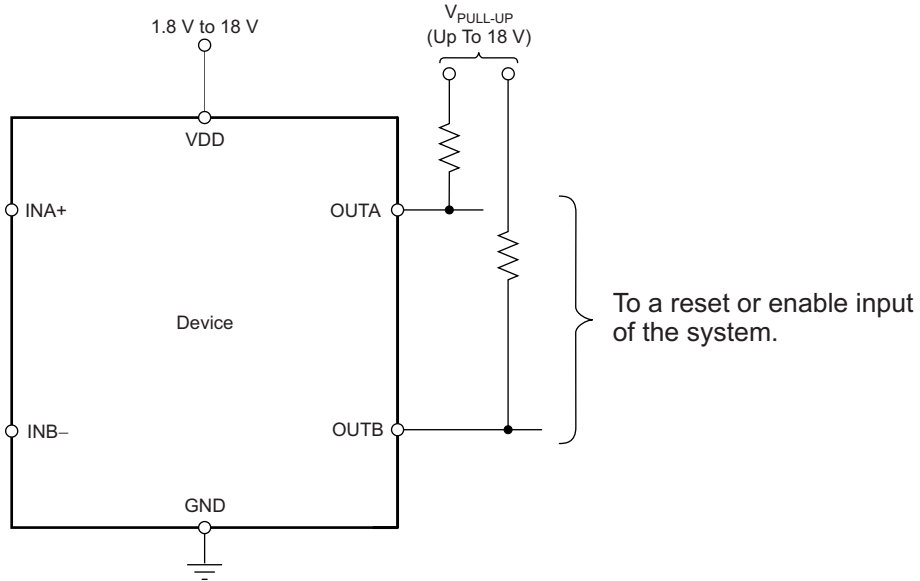 1.8 V to 18 V
VPULL-UP
(Up To 18 V)
VDD
INA+
OUTA
Device
To a reset or enable input
of the system.
INB–
OUTB
GND